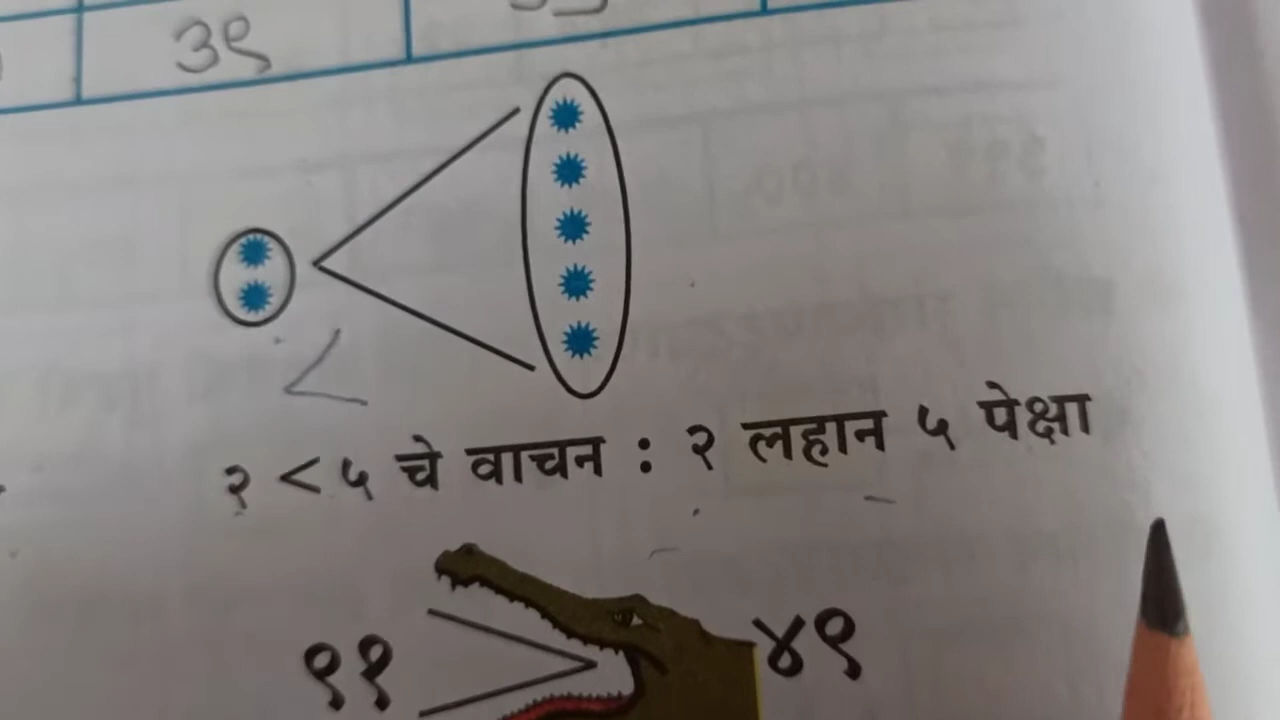 ३९
<
२ < ५ चे वाचन : २ लहान ५ पेक्षा
९१ > ४९